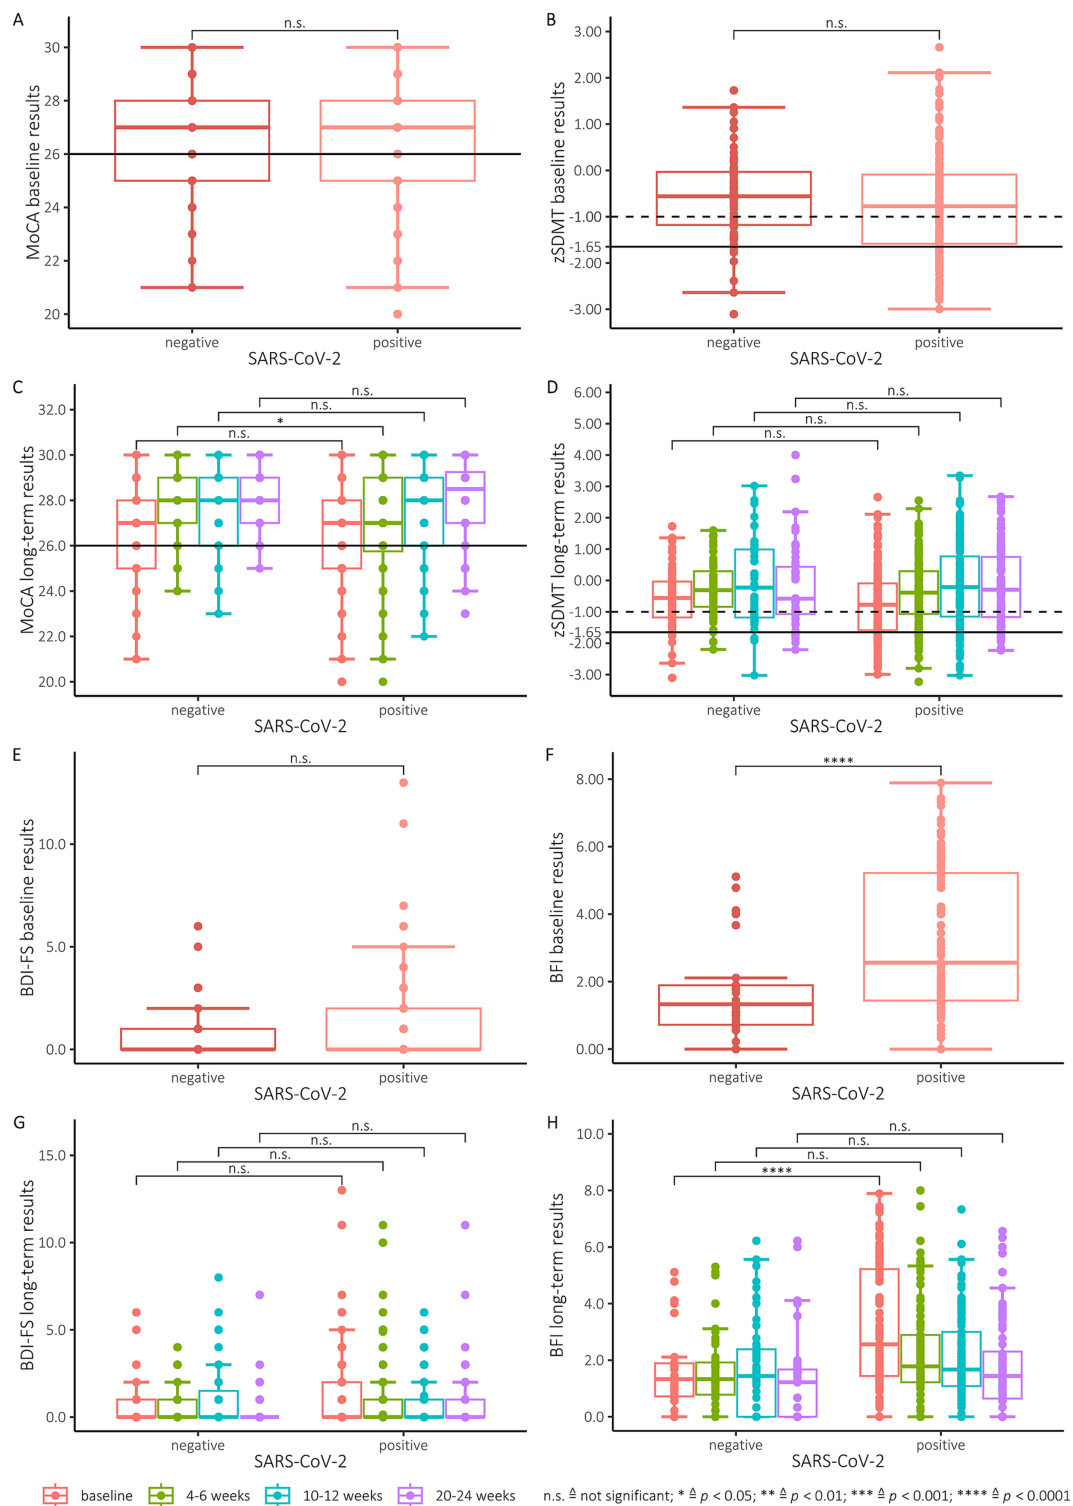 A
n.s.
MoCA baseline results
30
28
26
24
22
20
negative
positive
SARS-CoV-2
B
n.s.
zSDMT baseline results
3.00
2.00
1.00
0.00
-1.00
-1.65
-2.00
-3.00
negative
positive
SARS-CoV-2
C
n.s.
n.s.
*
n.s.
MoCA long-term results
32.0
30.0
28.0
26.0
24.0
22.0
20.0
negative
positive
SARS-CoV-2
D
n.s.
n.s.
n.s.
n.s.
zSDMT long-term results
6.00
5.00
4.00
3.00
2.00
1.00
0.00
-1.00
-1.65
-2.00
-3.00
negative
positive
SARS-CoV-2
E
n.s.
BDI-FS baseline results
10.0
5.0
0.0
negative
positive
SARS-CoV-2
F
****
BFI baseline results
8.00
6.00
4.00
2.00
0.00
negative
positive
SARS-CoV-2
G
n.s.
n.s.
n.s.
n.s.
BDI-FS long-term results
15.0
10.0
5.0
0.0
negative
positive
SARS-CoV-2
H
n.s.
n.s.
n.s.
****
BFI long-term results
10.0
8.0
6.0
4.0
2.0
0.0
negative
positive
SARS-CoV-2
baseline 4-6 weeks 10-12 weeks 20-24 weeks
n.s. ≙ not significant; * ≙ p < 0.05; ** ≙ p < 0.01; *** ≙ p < 0.001; **** ≙ p < 0.0001